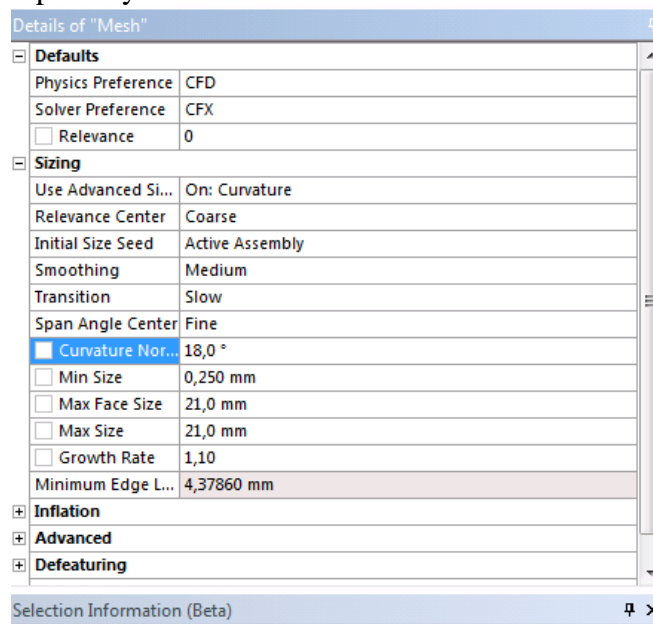 Details of "Mesh"
Defaults
Physics Preference CFD
Solver Preference CFX
Relevance 0
Sizing
Use Advanced Si... On: Curvature
Relevance Center Coarse
Initial Size Seed Active Assembly
Smoothing Medium
Transition Slow
Span Angle Center Fine
Curvature Nor... 18,0 °
Min Size 0,250 mm
Max Face Size 21,0 mm
Max Size 21,0 mm
Growth Rate 1,10
Minimum Edge L... 4,37860 mm
Inflation
Advanced
Defeaturing
Selection Information (Beta)